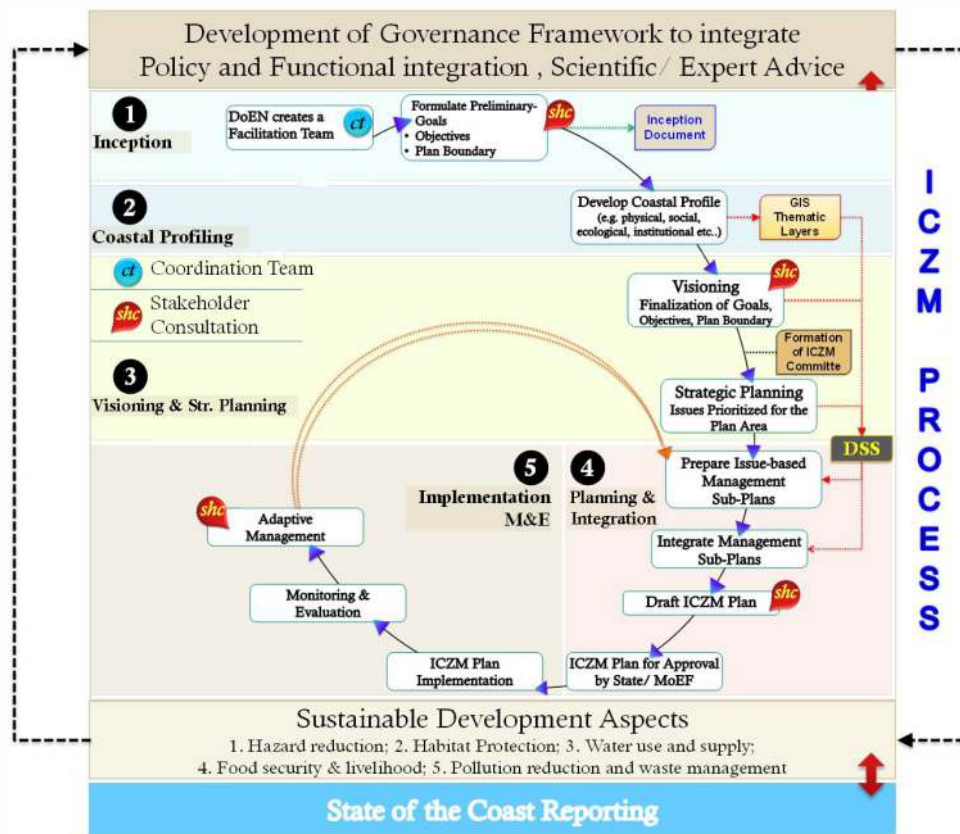 Development of Governance Framework to integrate
Policy and Functional integration , Scientific/ Expert Advice
1
Inception
DoEN creates a
Facilitation Team
ct
Formulate Preliminary-
Goals
• Objectives
• Plan Boundary
shc
Inception
Document
2
Coastal Profiling
Develop Coastal Profile
(e.g. physical, social,
ecological, institutional etc..)
GIS
Thematic
Layers
ct Coordination Team
shc Stakeholder
Consultation
Visioning
Finalization of Goals,
Objectives, Plan Boundary
shc
Formation
of ICZM
Committe
3
Visioning & Str. Planning
Strategic Planning
Issues Prioritized for the
Plan Area
DSS
5
Implementation
M&E
4
Planning &
Integration
Prepare Issue-based
Management
Sub-Plans
Integrate Management
Sub-Plans
Draft ICZM Plan
shc
ICZM Plan for Approval
by State/ MoEF
ICZM Plan
Implementation
Monitoring &
Evaluation
shc
Adaptive
Management
ICZM PROCESS
Sustainable Development Aspects
1. Hazard reduction; 2. Habitat Protection; 3. Water use and supply;
4. Food security & livelihood; 5. Pollution reduction and waste management
State of the Coast Reporting